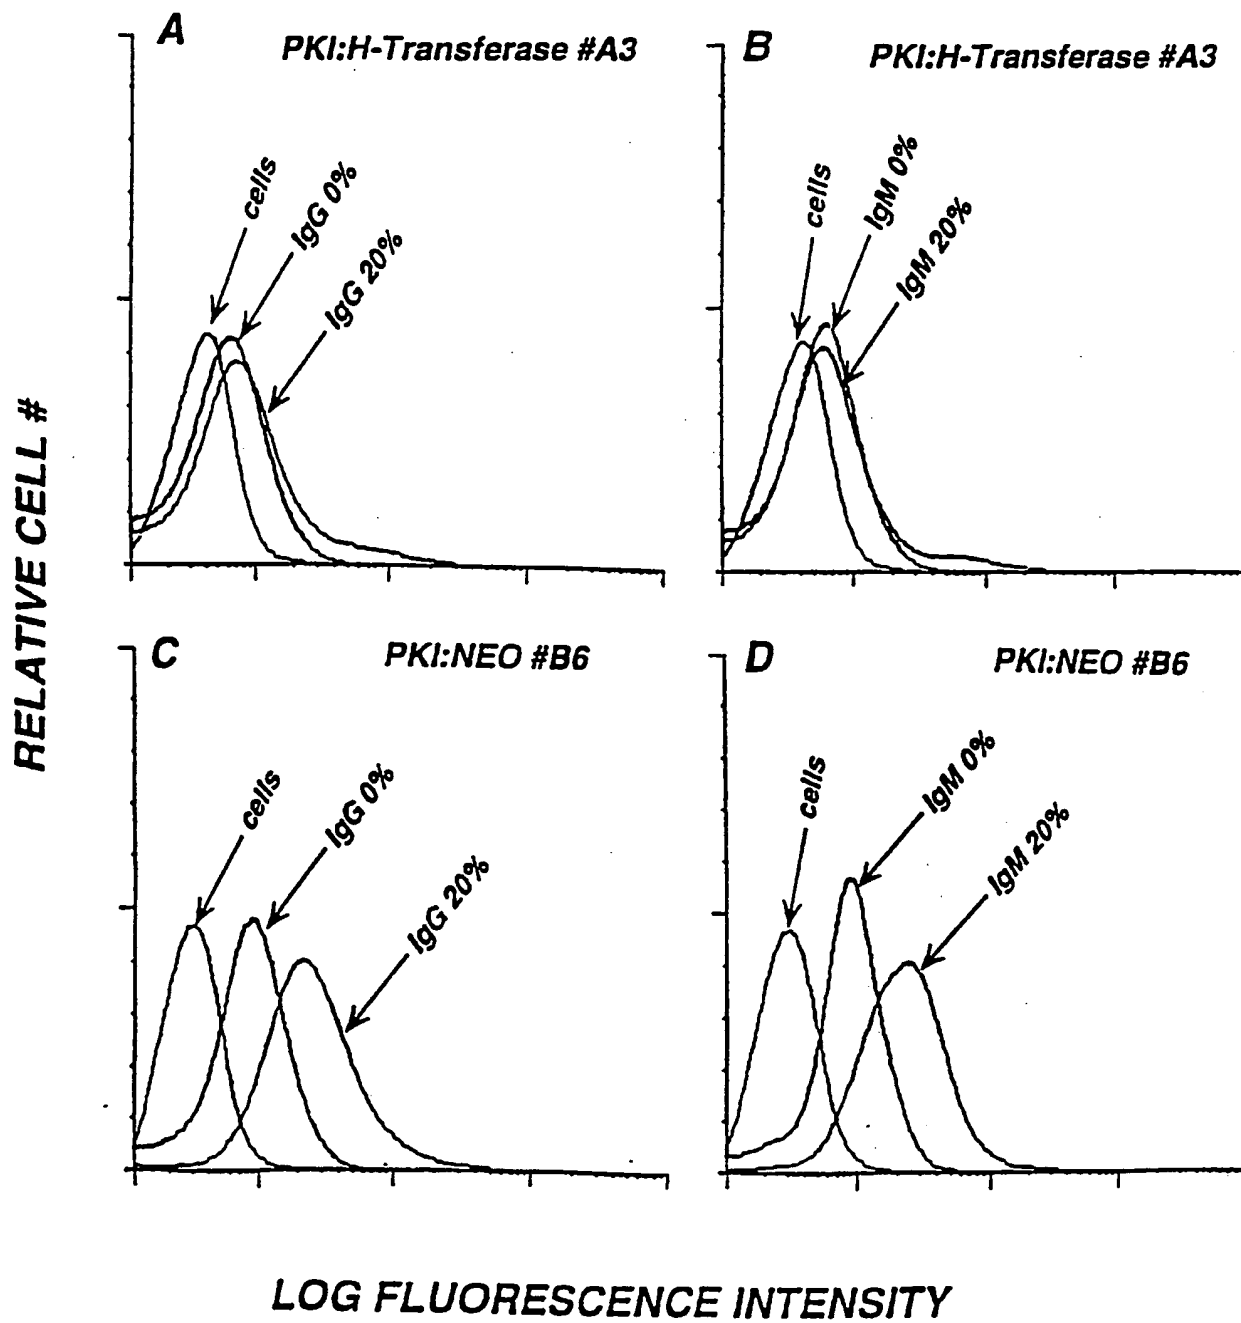 A
PKI:H-Transferase #A3
cells
IgG 0%
IgG 20%
B
PKI:H-Transferase #A3
cells
IgM 0%
IgM 20%
RELATIVE CELL #
C
PKI:NEO #B6
cells
IgG 0%
IgG 20%
D
PKI:NEO #B6
cells
IgM 0%
IgM 20%
LOG FLUORESCENCE INTENSITY